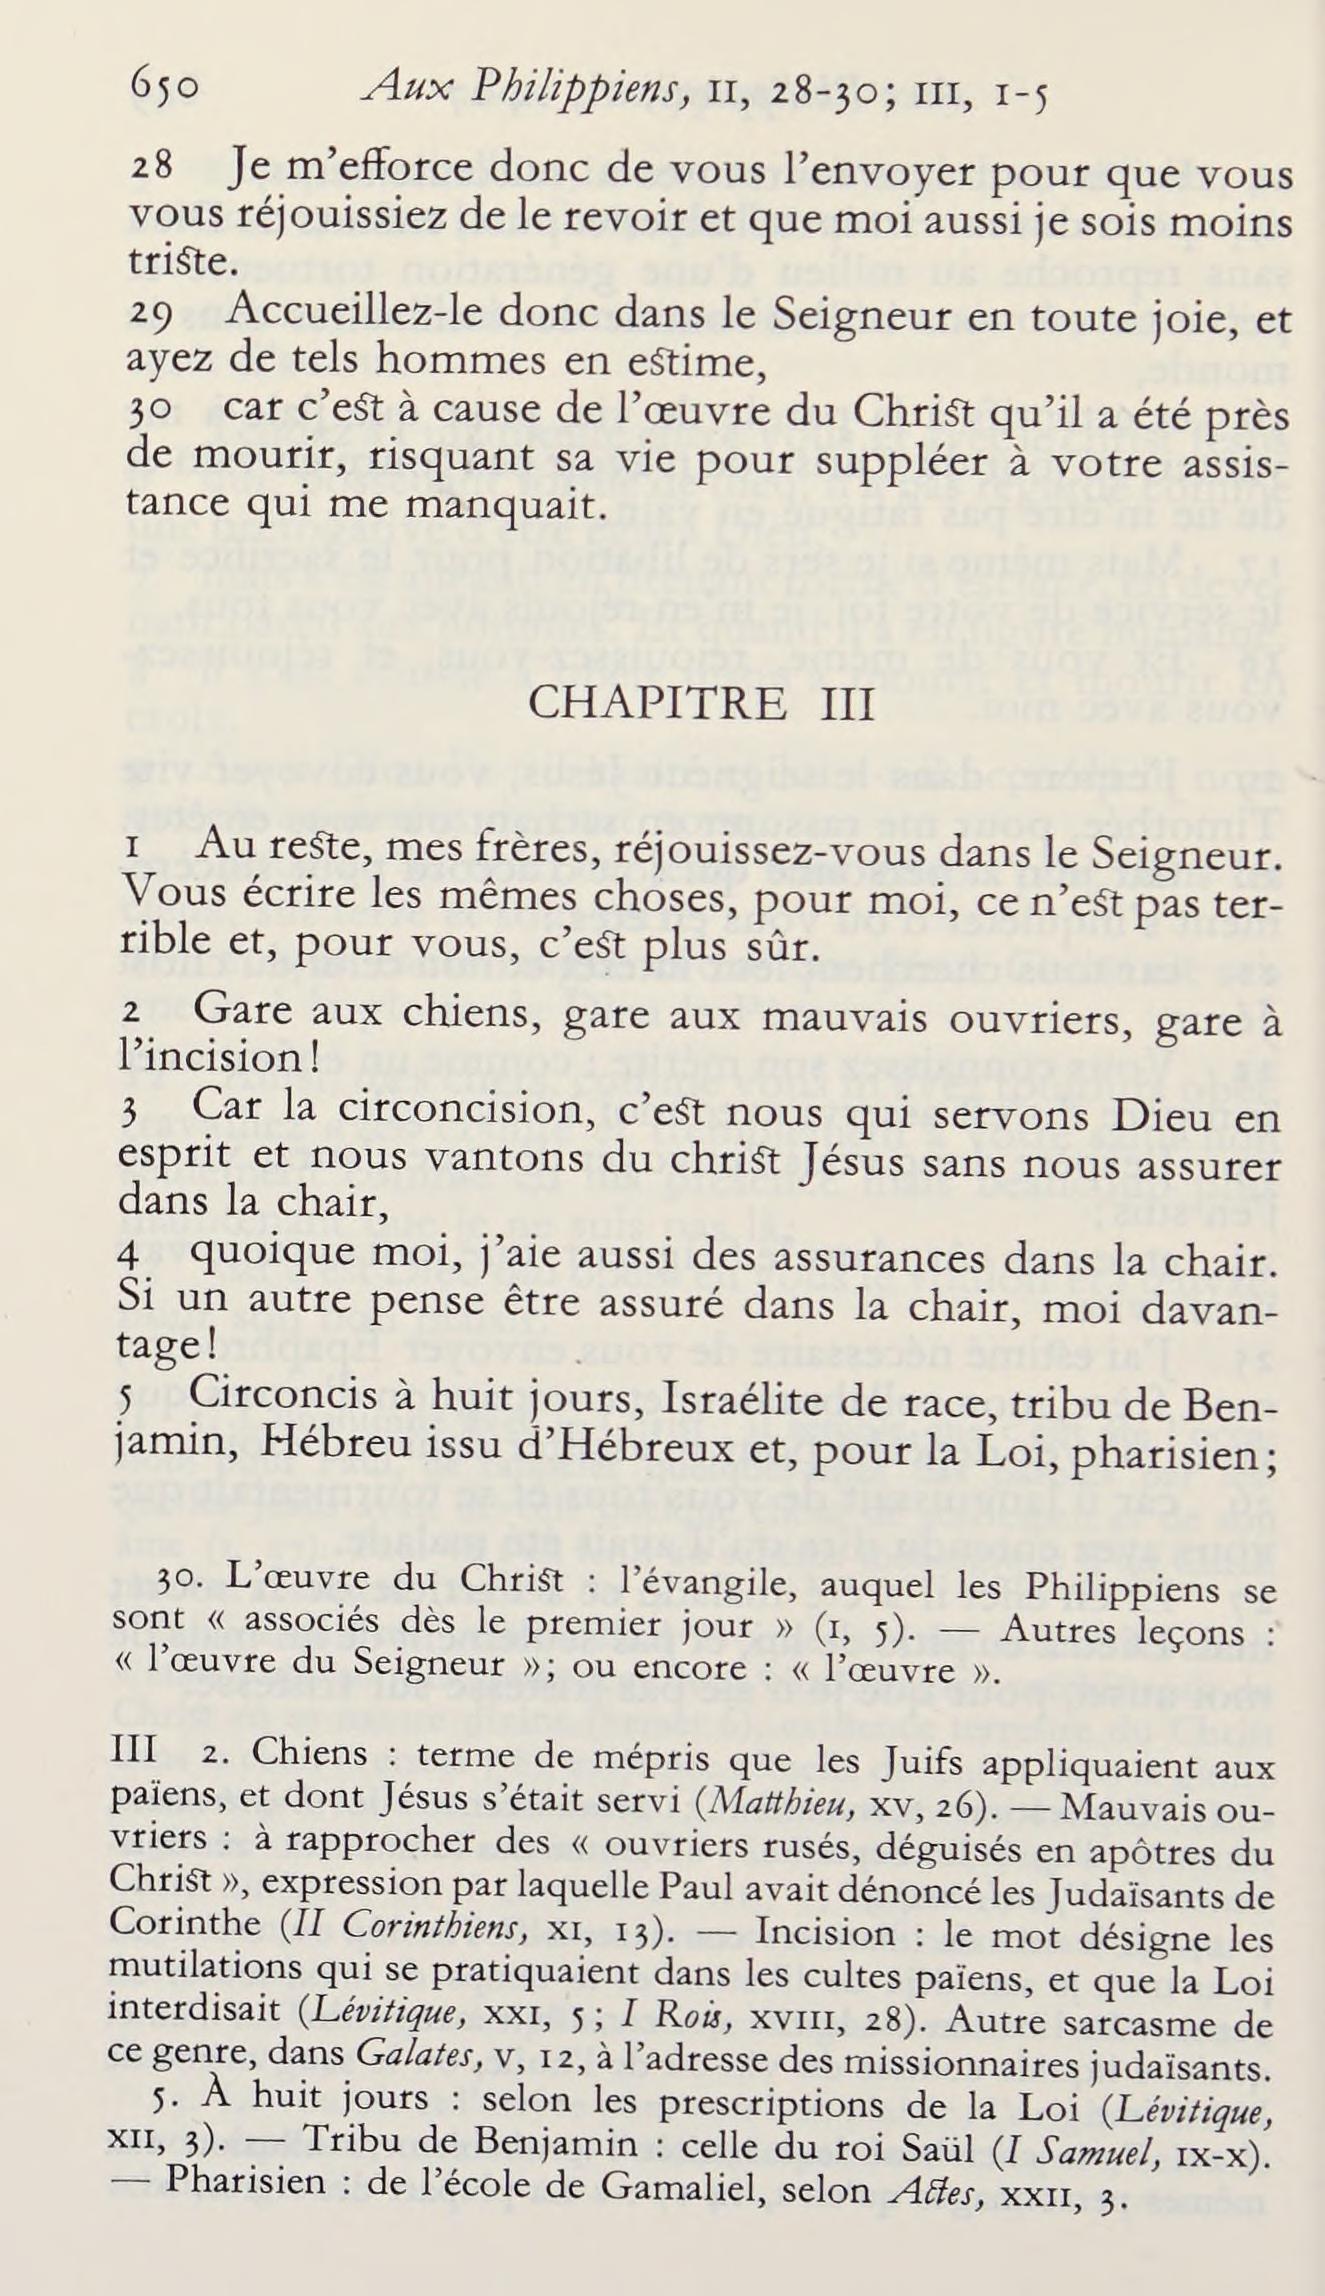 650 Aux Philippiens, II, 28-30; III, 1-5
28 Je m’efforce donc de vous l’envoyer pour que vous
vous réjouissiez de le revoir et que moi aussi je sois moins
triste.
29 Accueillez-le donc dans le Seigneur en toute joie, et
ayez de tels hommes en estime,
30 car c’est à cause de l’œuvre du Christ qu’il a été près
de mourir, risquant sa vie pour suppléer à votre assis-
tance qui me manquait.
CHAPITRE III
1 Au reste, mes frères, réjouissez-vous dans le Seigneur.
Vous écrire les mêmes choses, pour moi, ce n’est pas ter-
rible et, pour vous, c’est plus sûr.
2 Gare aux chiens, gare aux mauvais ouvriers, gare à
l’incision!
3 Car la circoncision, c’est nous qui servons Dieu en
esprit et nous vantons du christ Jésus sans nous assurer
dans la chair,
4 quoique moi, j’aie aussi des assurances dans la chair.
Si un autre pense être assuré dans la chair, moi davan-
tage!
5 Circoncis à huit jours, Israélite de race, tribu de Ben-
jamin, Hébreu issu d’Hébreux et, pour la Loi, pharisien;
30. L’œuvre du Christ : l’évangile, auquel les Philippiens se
sont « associés dès le premier jour » (I, 5). — Autres leçons :
« l’œuvre du Seigneur »; ou encore : « l’œuvre ».
III 2. Chiens : terme de mépris que les Juifs appliquaient aux
païens, et dont Jésus s’était servi (Matthieu, XV, 26). — Mauvais ou-
vriers : à rapprocher des « ouvriers rusés, déguisés en apôtres du
Christ », expression par laquelle Paul avait dénoncé les Judaïsants de
Corinthe (II Corinthiens, XI, 13). — Incision : le mot désigne les
mutilations qui se pratiquaient dans les cultes païens, et que la Loi
interdisait (Lévitique, XXI, 5; I Rois, XVIII, 28). Autre sarcasme de
ce genre, dans Galates, V, 12, à l’adresse des missionnaires judaïsants.
5. À huit jours : selon les prescriptions de la Loi (Lévitique,
XII, 3). — Tribu de Benjamin : celle du roi Saül (I Samuel, IX-X).
— Pharisien : de l’école de Gamaliel, selon Actes, XXII, 3.